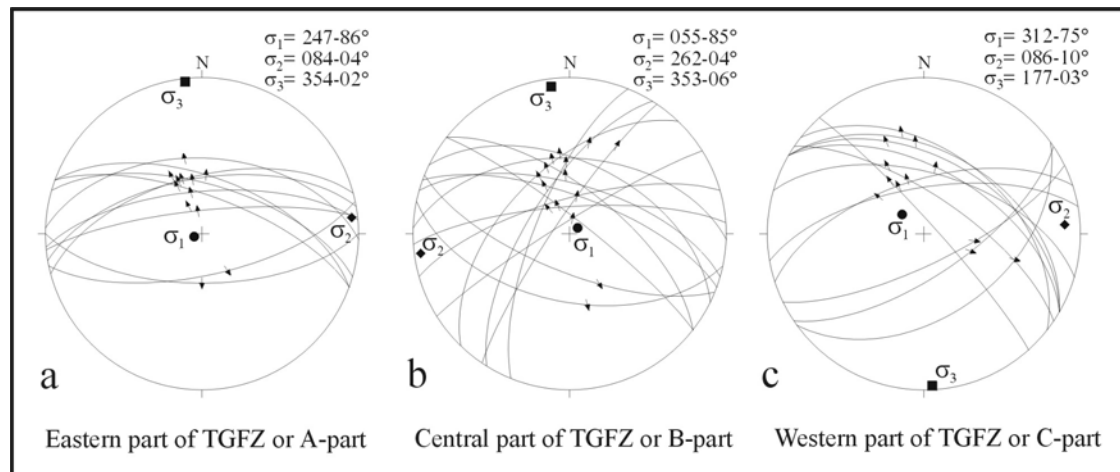 σ₁= 247-86°
σ₂= 084-04°
σ₃= 354-02°
N
σ₃
σ₁
σ₂
a
Eastern part of TGFZ or A-part
σ₁= 055-85°
σ₂= 262-04°
σ₃= 353-06°
N
σ₃
σ₁
σ₂
b
Central part of TGFZ or B-part
σ₁= 312-75°
σ₂= 086-10°
σ₃= 177-03°
N
σ₂
σ₁
σ₃
c
Western part of TGFZ or C-part